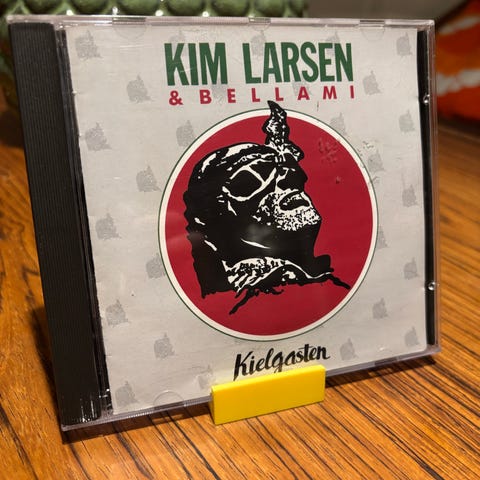 KIM LARSEN
& BELLAMI
Kielgasten